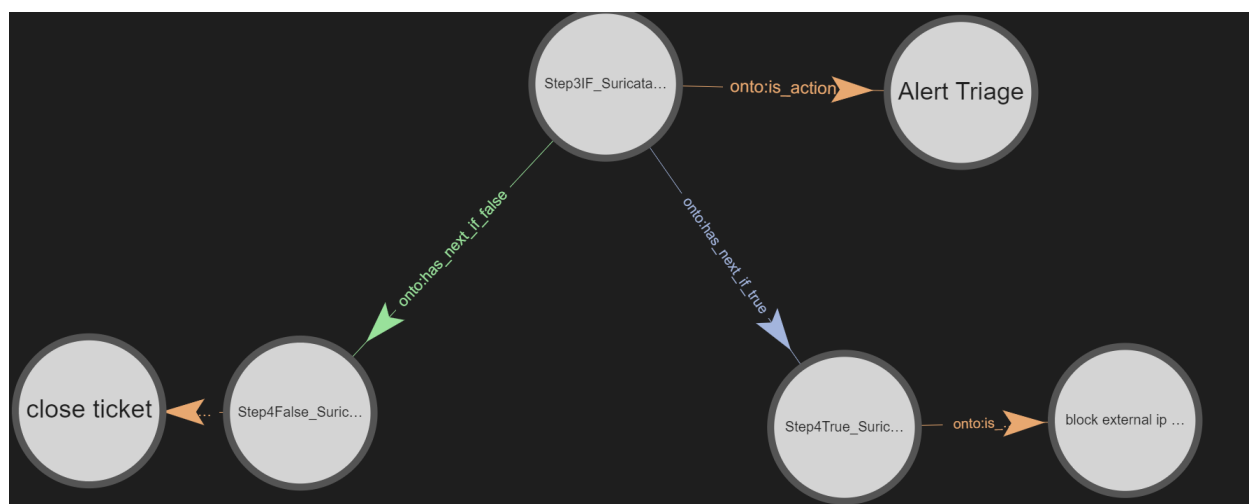 Step3IF_Suricata…
onto:is_action
Alert Triage
onto:has_next_if_false
onto:has_next_if_true
close ticket
…
Step4False_Suric…
Step4True_Suric…
onto:is_…
block external ip …